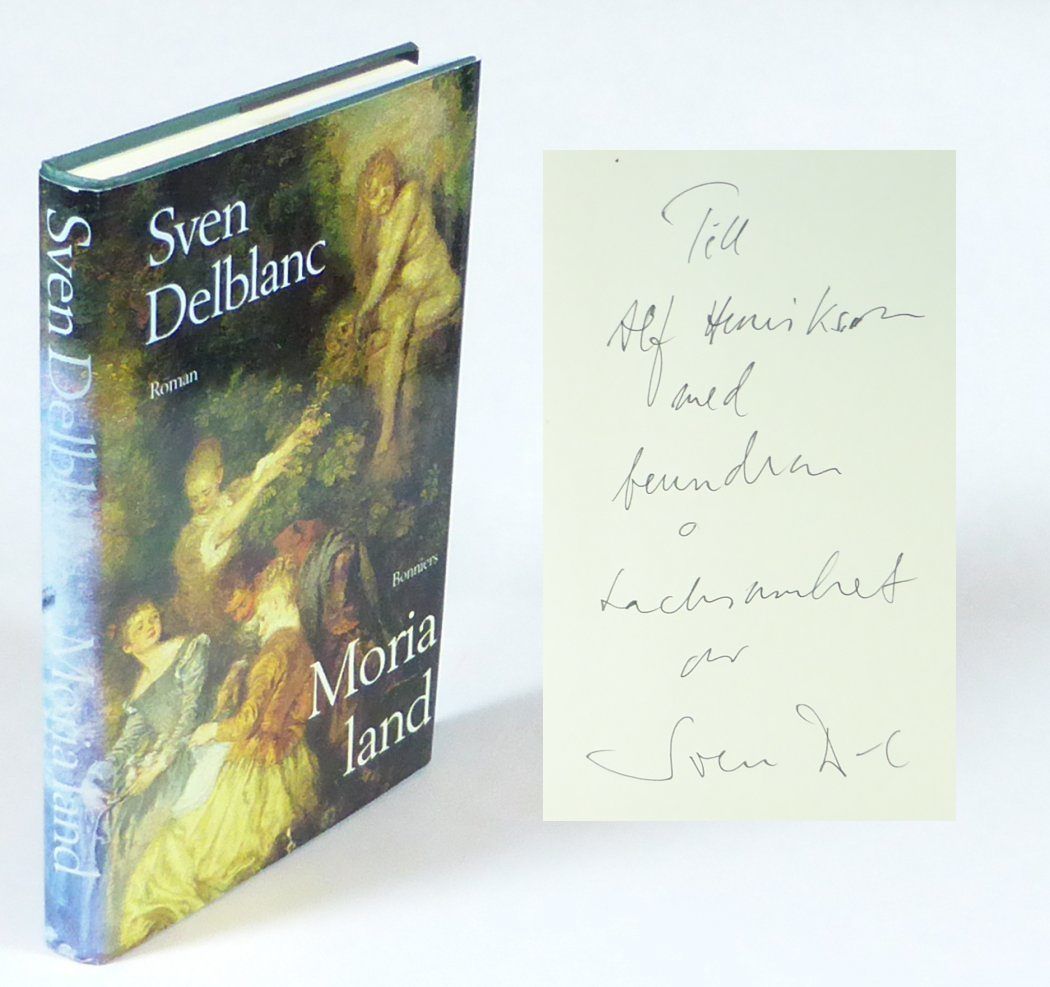 Sven Delblanc Moria land
Sven
Delblanc
Roman
Bonniers
Moria
land
Till
Alf Henrikson
med
beundran
o
tacksamhet
av
Sven D-c